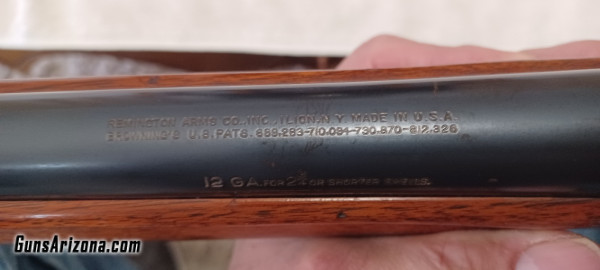 REMINGTON ARMS CO. INC. ILION, N.Y. MADE IN U.S.A.
BROWNING'S U.S. PATS. 689,283-710,094-730,870-812,326
12 GA. FOR 2¾ OR SHORTER SHELLS.
GunsArizona.com